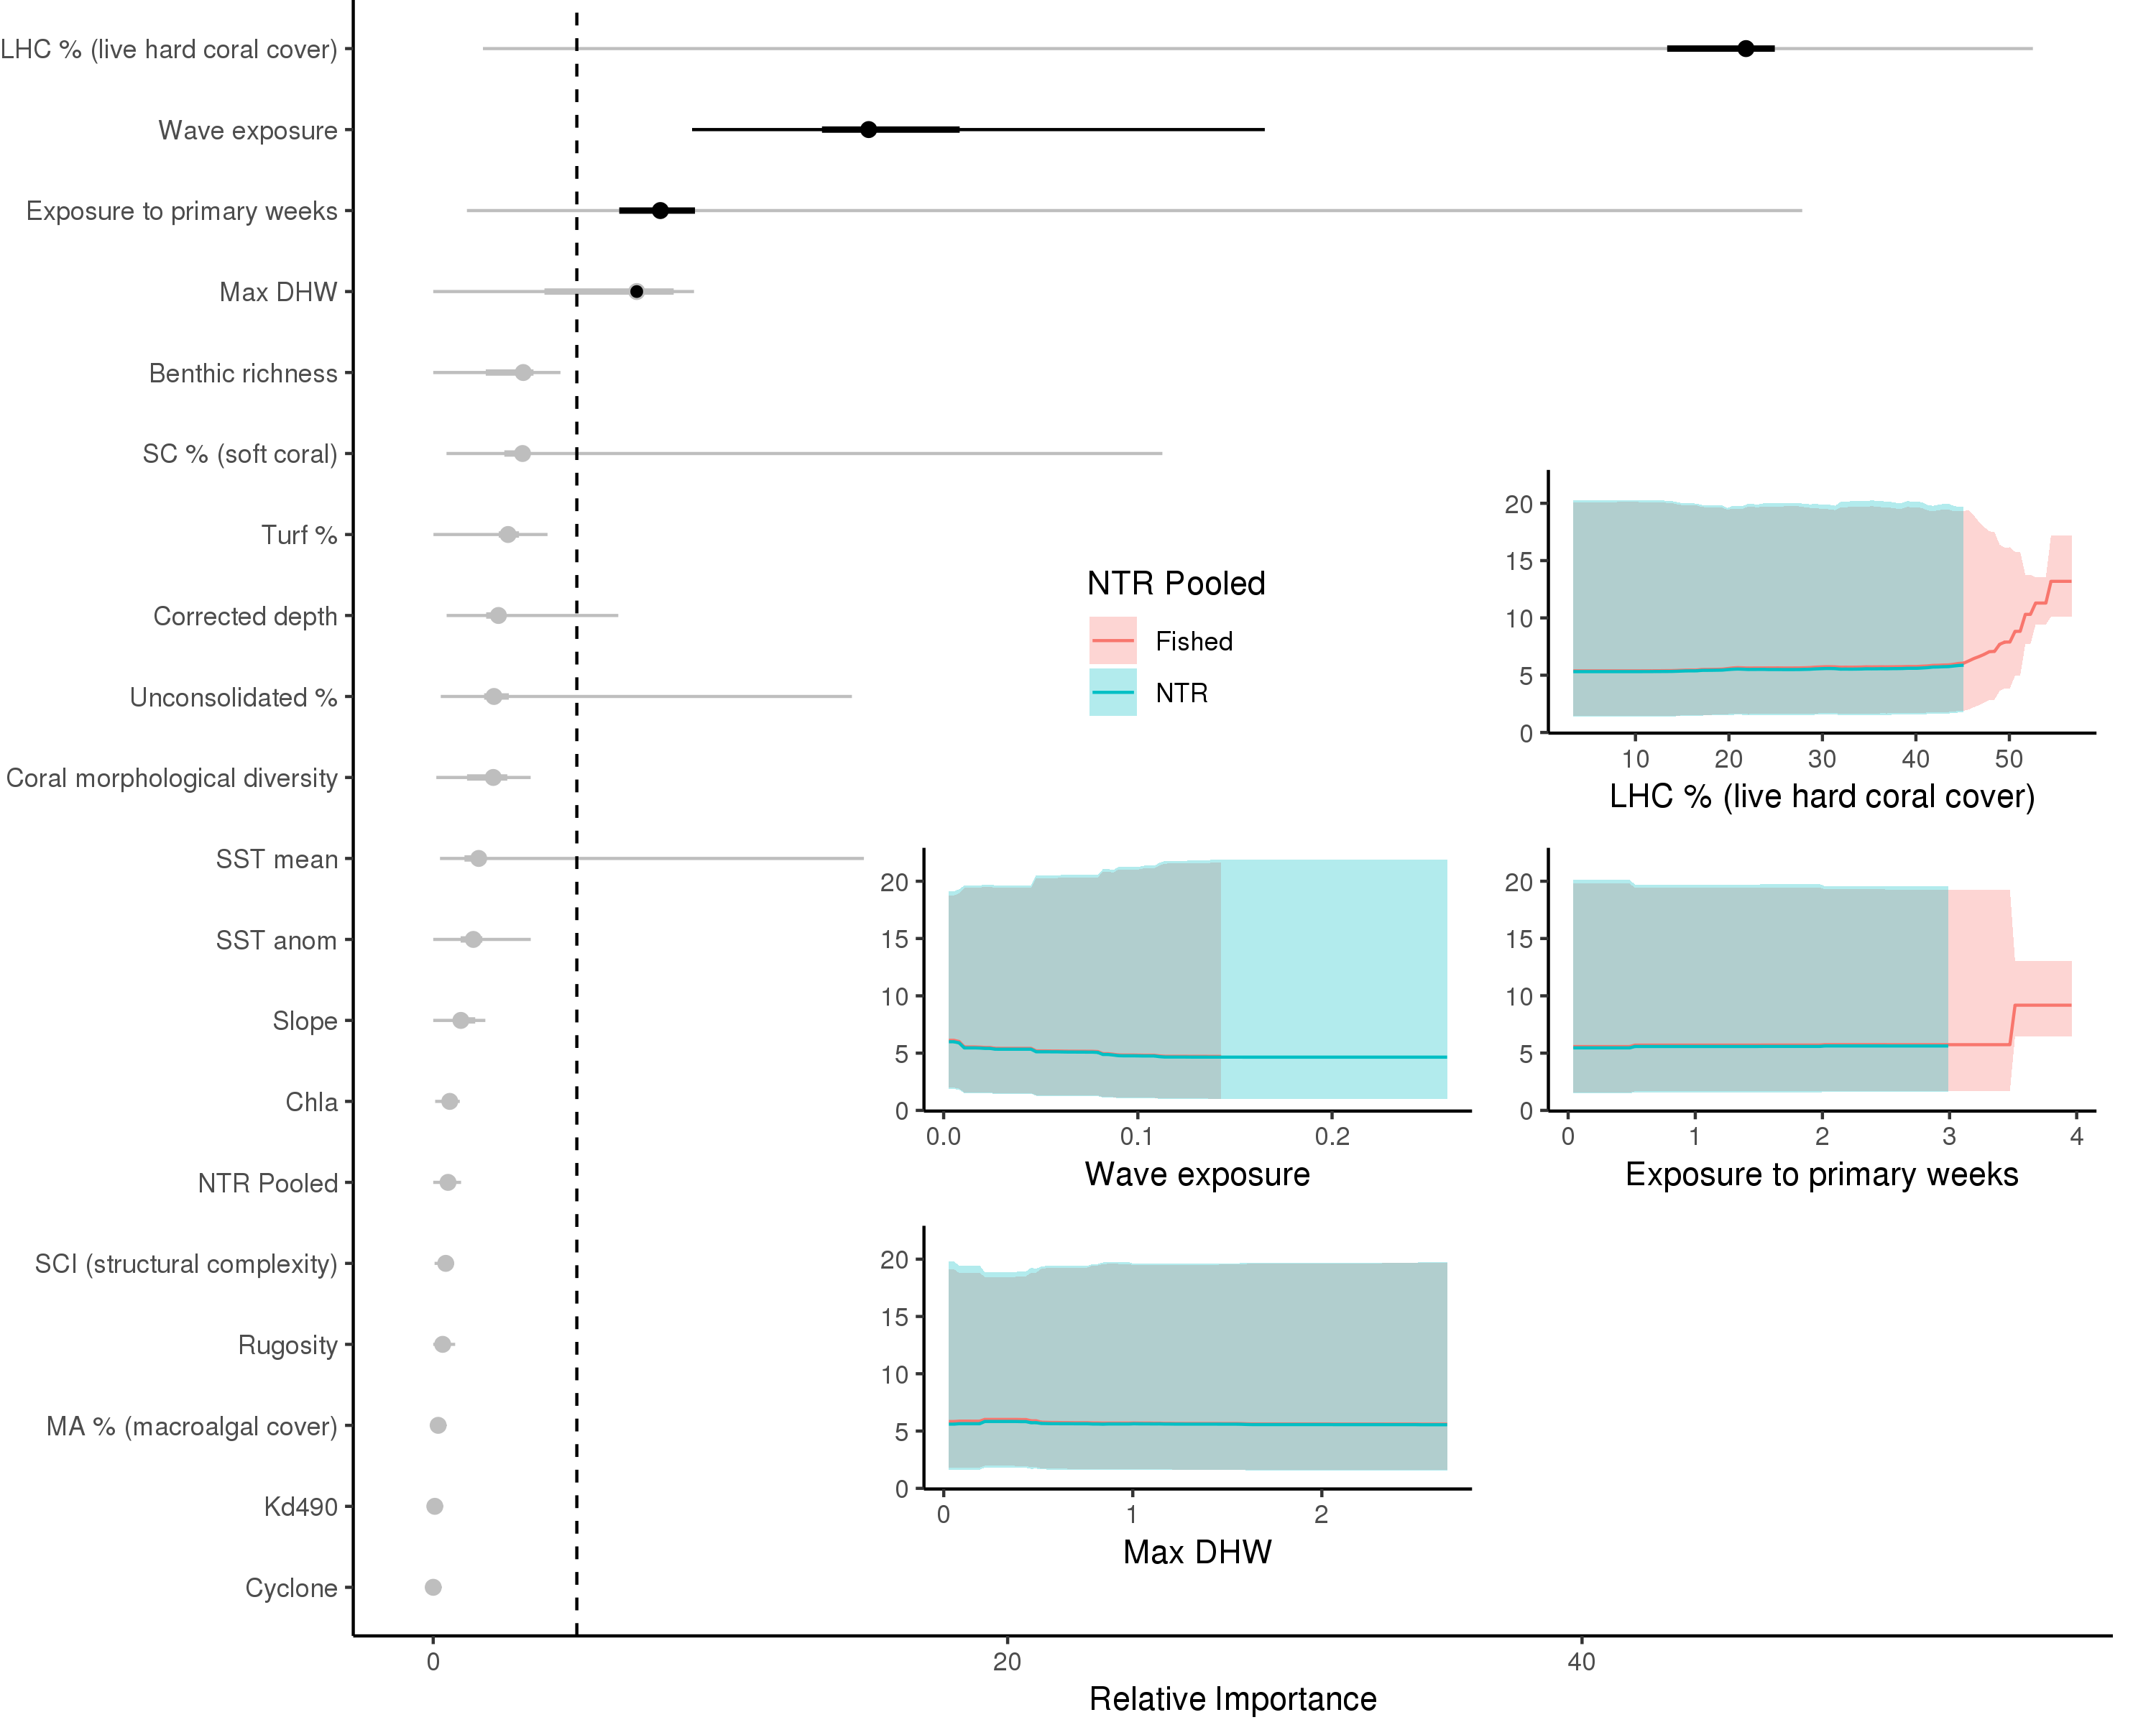 LHC % (live hard coral cover)
Wave exposure
Exposure to primary weeks
Max DHW
Benthic richness
SC % (soft coral)
Turf %
Corrected depth
Unconsolidated %
Coral morphological diversity
SST mean
SST anom
Slope
Chla
NTR Pooled
SCI (structural complexity)
Rugosity
MA % (macroalgal cover)
Kd490
Cyclone
0 20 40
Relative Importance
NTR Pooled
Fished
NTR
20
15
10
5
0
10 20 30 40 50
LHC % (live hard coral cover)
20
15
10
5
0
0.0 0.1 0.2
Wave exposure
20
15
10
5
0
0 1 2 3 4
Exposure to primary weeks
20
15
10
5
0
0 1 2
Max DHW